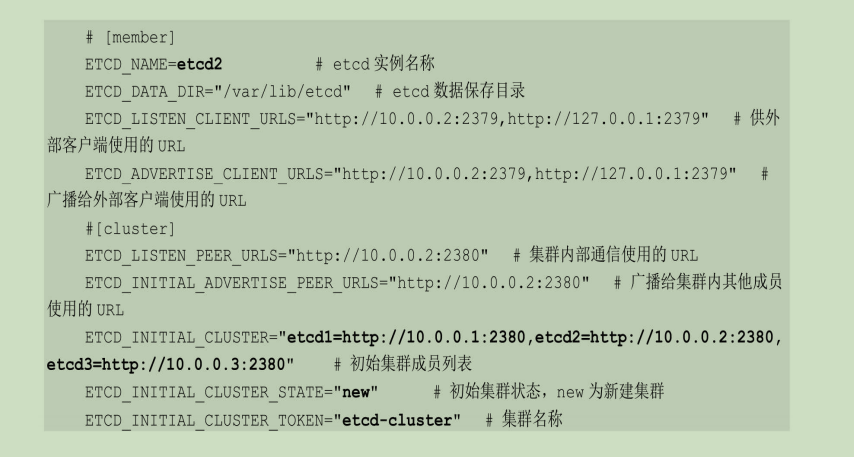 # [member]
ETCD_NAME=etcd2 # etcd 实例名称
ETCD_DATA_DIR="/var/lib/etcd" # etcd 数据保存目录
ETCD_LISTEN_CLIENT_URLS="http://10.0.0.2:2379,http://127.0.0.1:2379" # 供外
部客户端使用的 URL
ETCD_ADVERTISE_CLIENT_URLS="http://10.0.0.2:2379,http://127.0.0.1:2379" #
广播给外部客户端使用的 URL
#[cluster]
ETCD_LISTEN_PEER_URLS="http://10.0.0.2:2380" # 集群内部通信使用的 URL
ETCD_INITIAL_ADVERTISE_PEER_URLS="http://10.0.0.2:2380" # 广播给集群内其他成员
使用的 URL
ETCD_INITIAL_CLUSTER="etcd1=http://10.0.0.1:2380,etcd2=http://10.0.0.2:2380,
etcd3=http://10.0.0.3:2380" # 初始集群成员列表
ETCD_INITIAL_CLUSTER_STATE="new" # 初始集群状态，new 为新建集群
ETCD_INITIAL_CLUSTER_TOKEN="etcd-cluster" # 集群名称